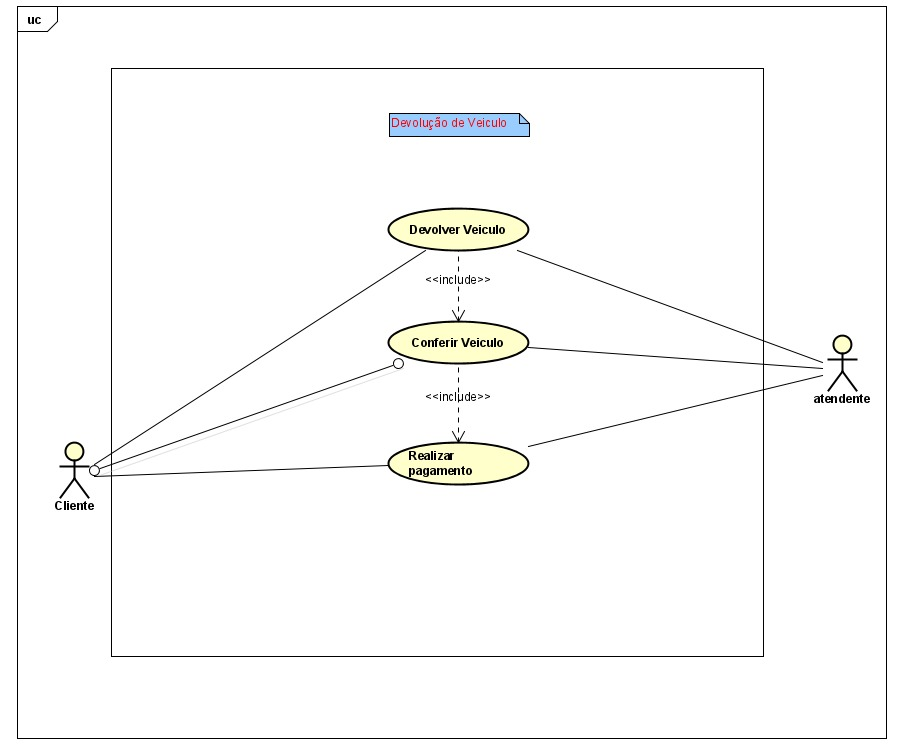 uc
Devolução de Veiculo
Devolver Veiculo
<<include>>
Conferir Veiculo
<<include>>
Realizar
pagamento
atendente
Cliente